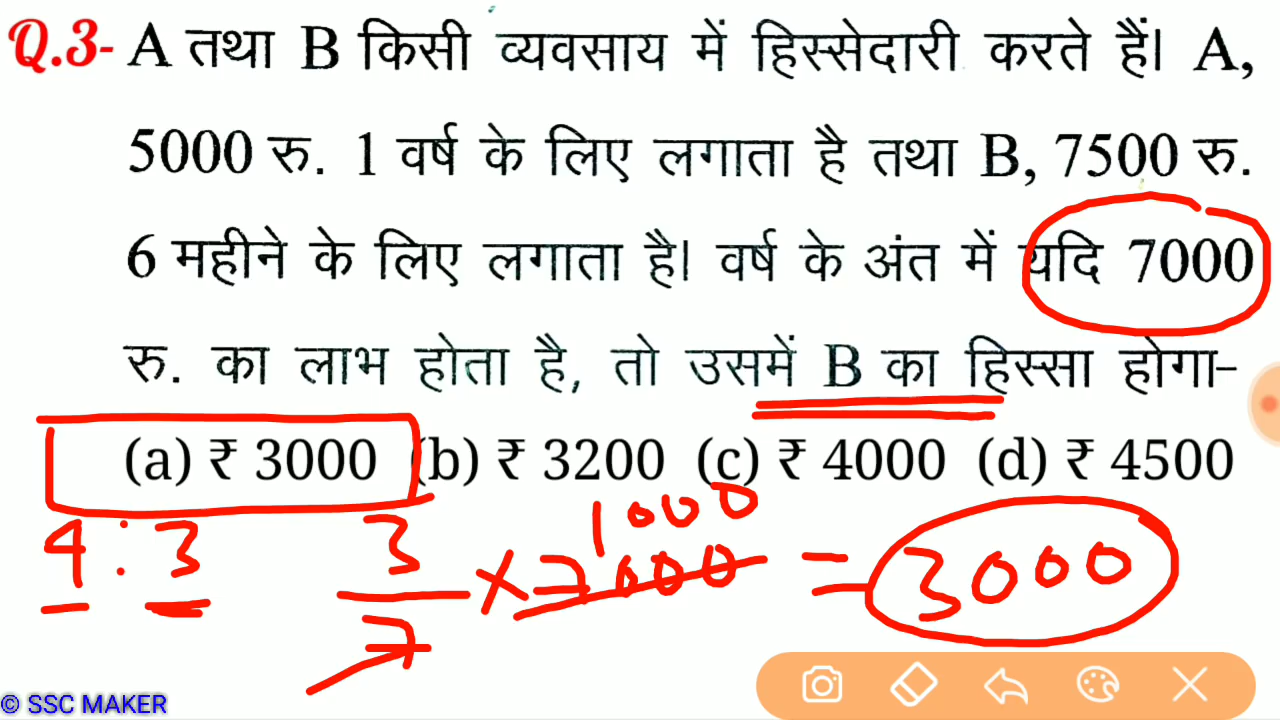 Q.3- A तथा B किसी व्यवसाय में हिस्सेदारी करते हैं। A,
5000 रु. 1 वर्ष के लिए लगाता है तथा B, 7500 रु.
6 महीने के लिए लगाता है। वर्ष के अंत में यदि 7000
रु. का लाभ होता है, तो उसमें B का हिस्सा होगा-
(a) ₹ 3000 (b) ₹ 3200 (c) ₹ 4000 (d) ₹ 4500
1000
4 : 3 3/7 × 7000 = 3000
© SSC MAKER